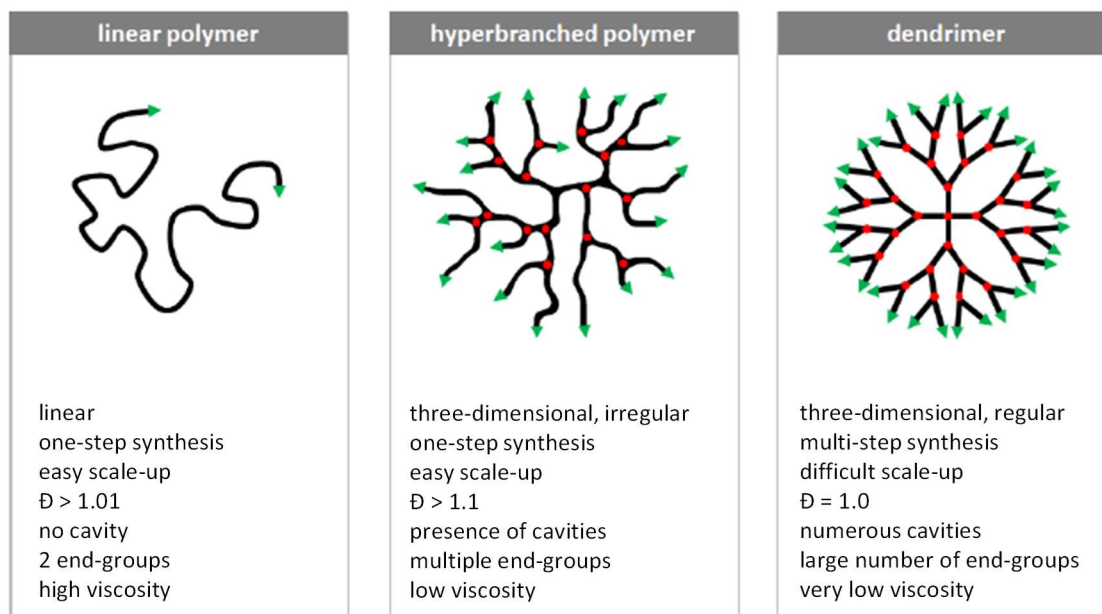 linear polymer
linear
one-step synthesis
easy scale-up
Đ > 1.01
no cavity
2 end-groups
high viscosity
hyperbranched polymer
three-dimensional, irregular
one-step synthesis
easy scale-up
Đ > 1.1
presence of cavities
multiple end-groups
low viscosity
dendrimer
three-dimensional, regular
multi-step synthesis
difficult scale-up
Đ = 1.0
numerous cavities
large number of end-groups
very low viscosity